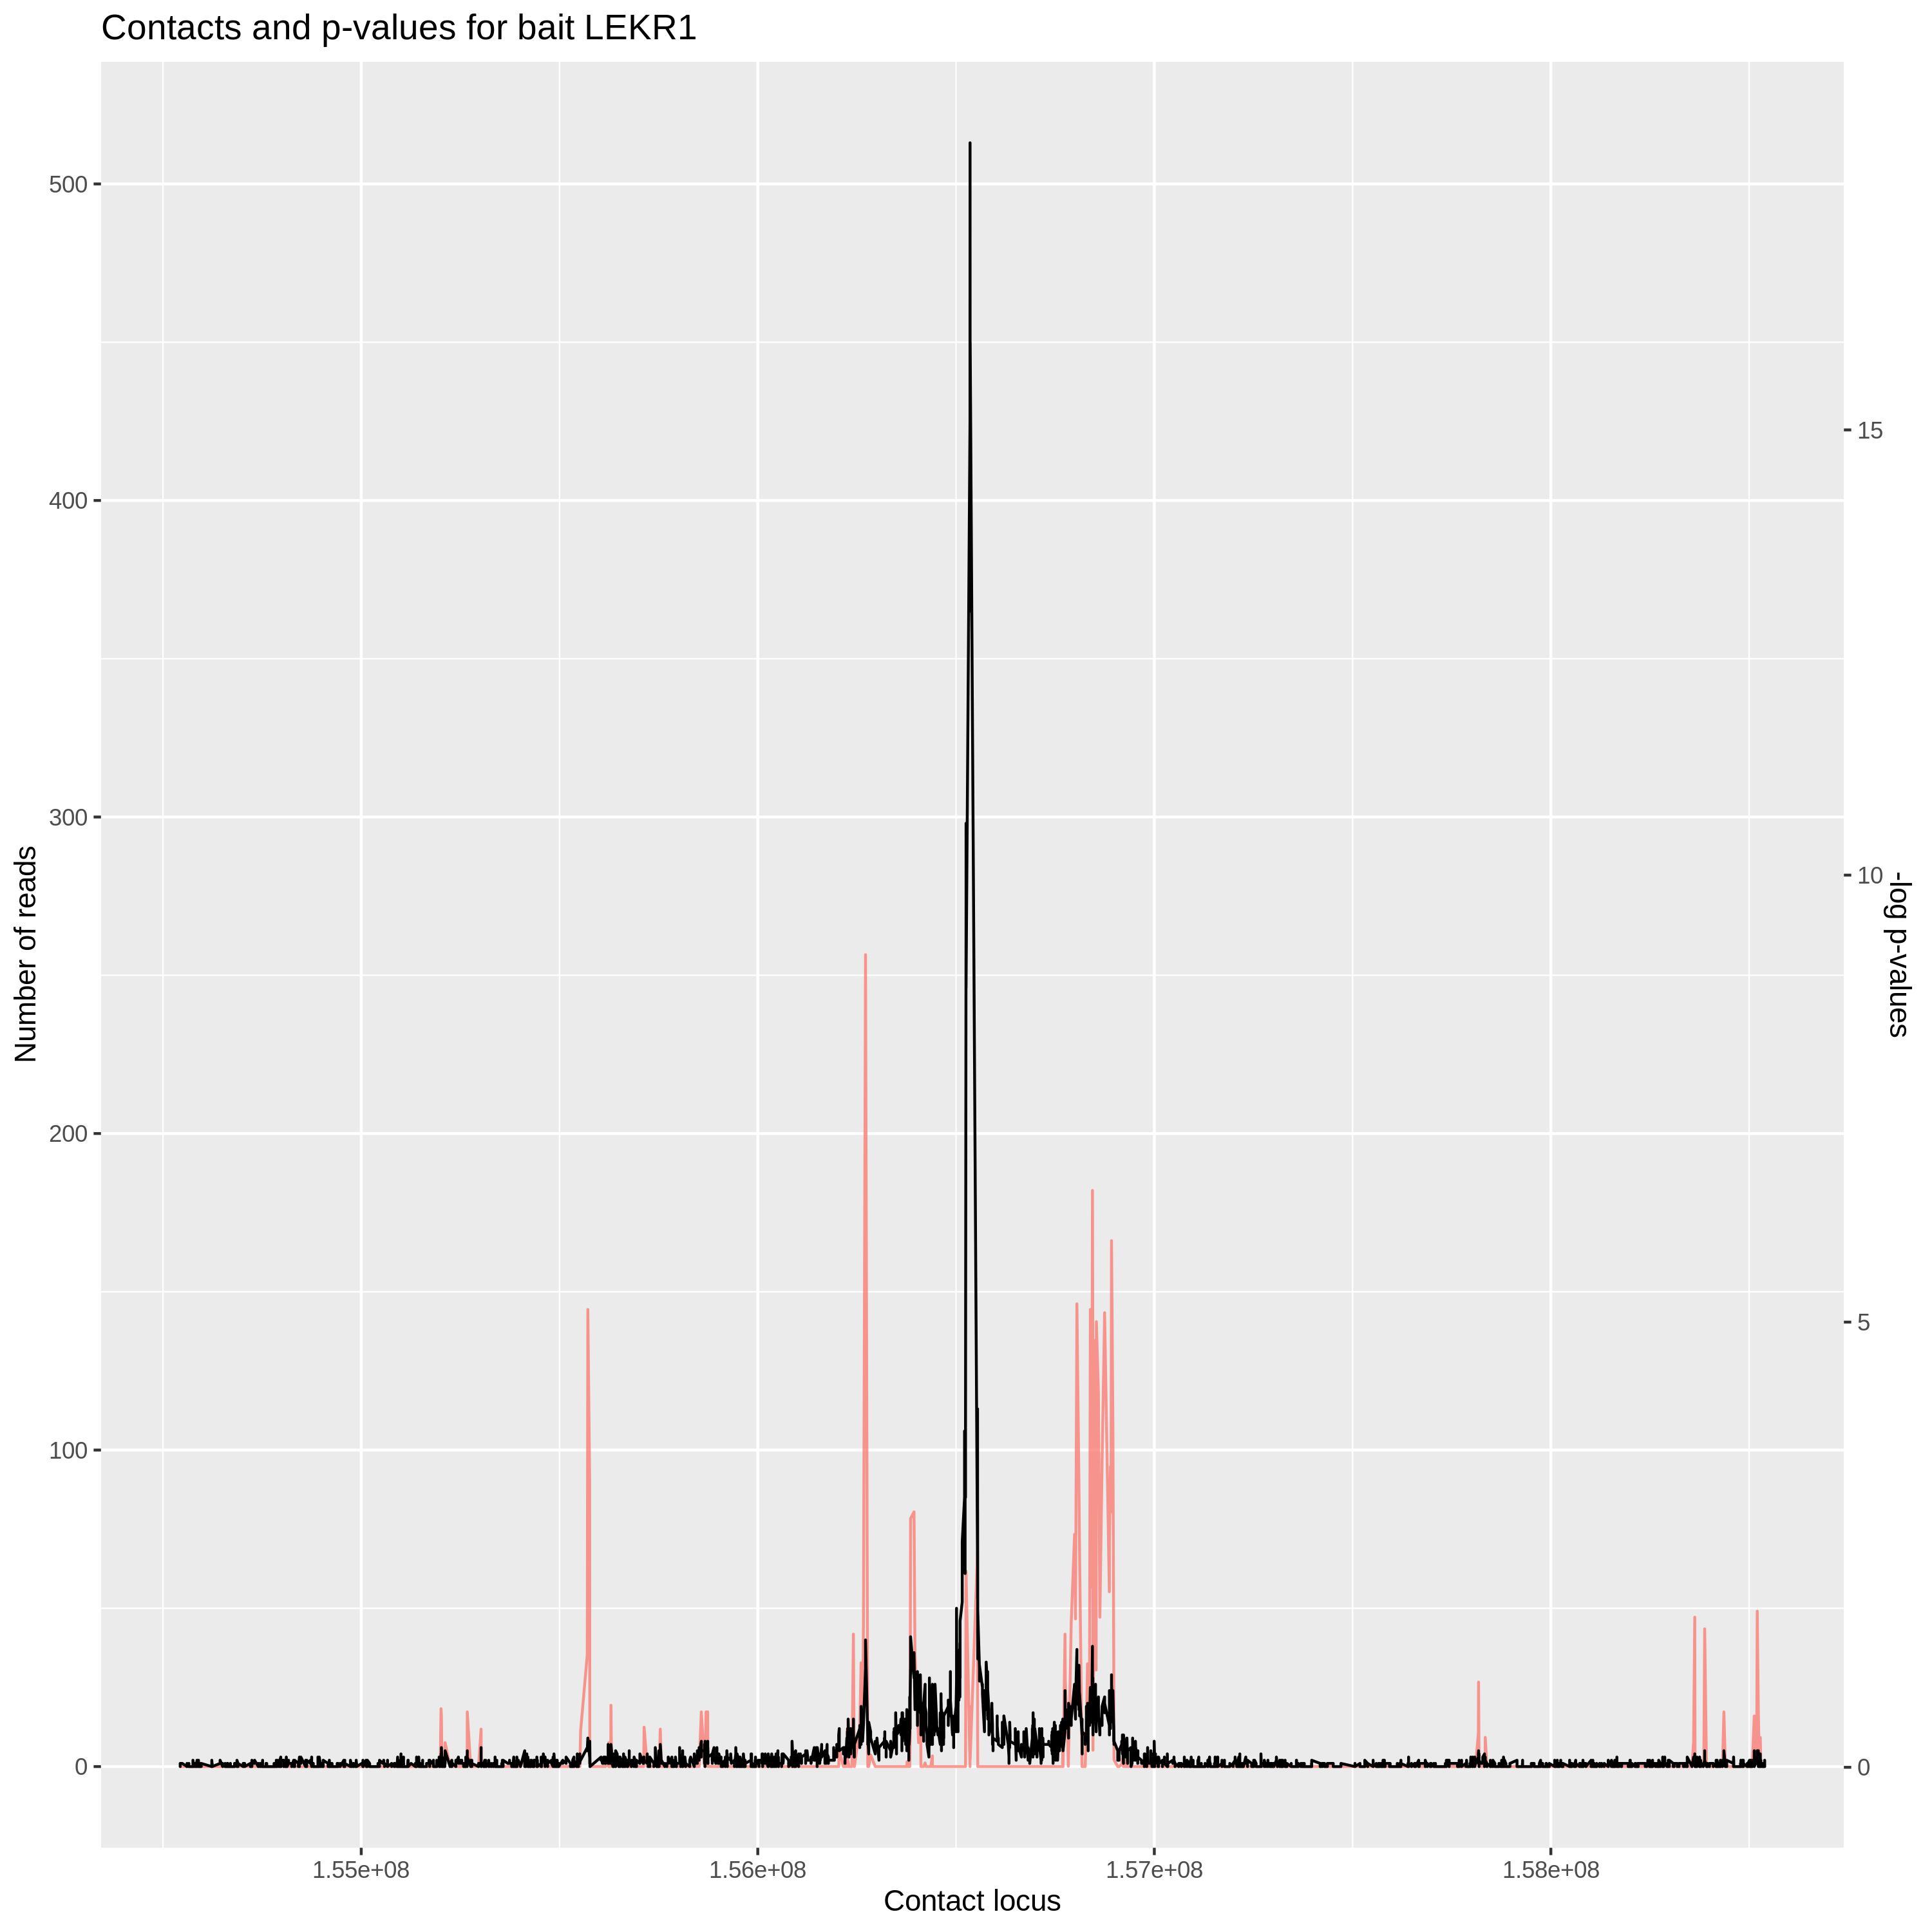 Contacts and p-values for bait LEKR1
500
400
300
200
100
0
Number of reads
15
10
5
0
-log p-values
1.55e+08
1.56e+08
1.57e+08
1.58e+08
Contact locus